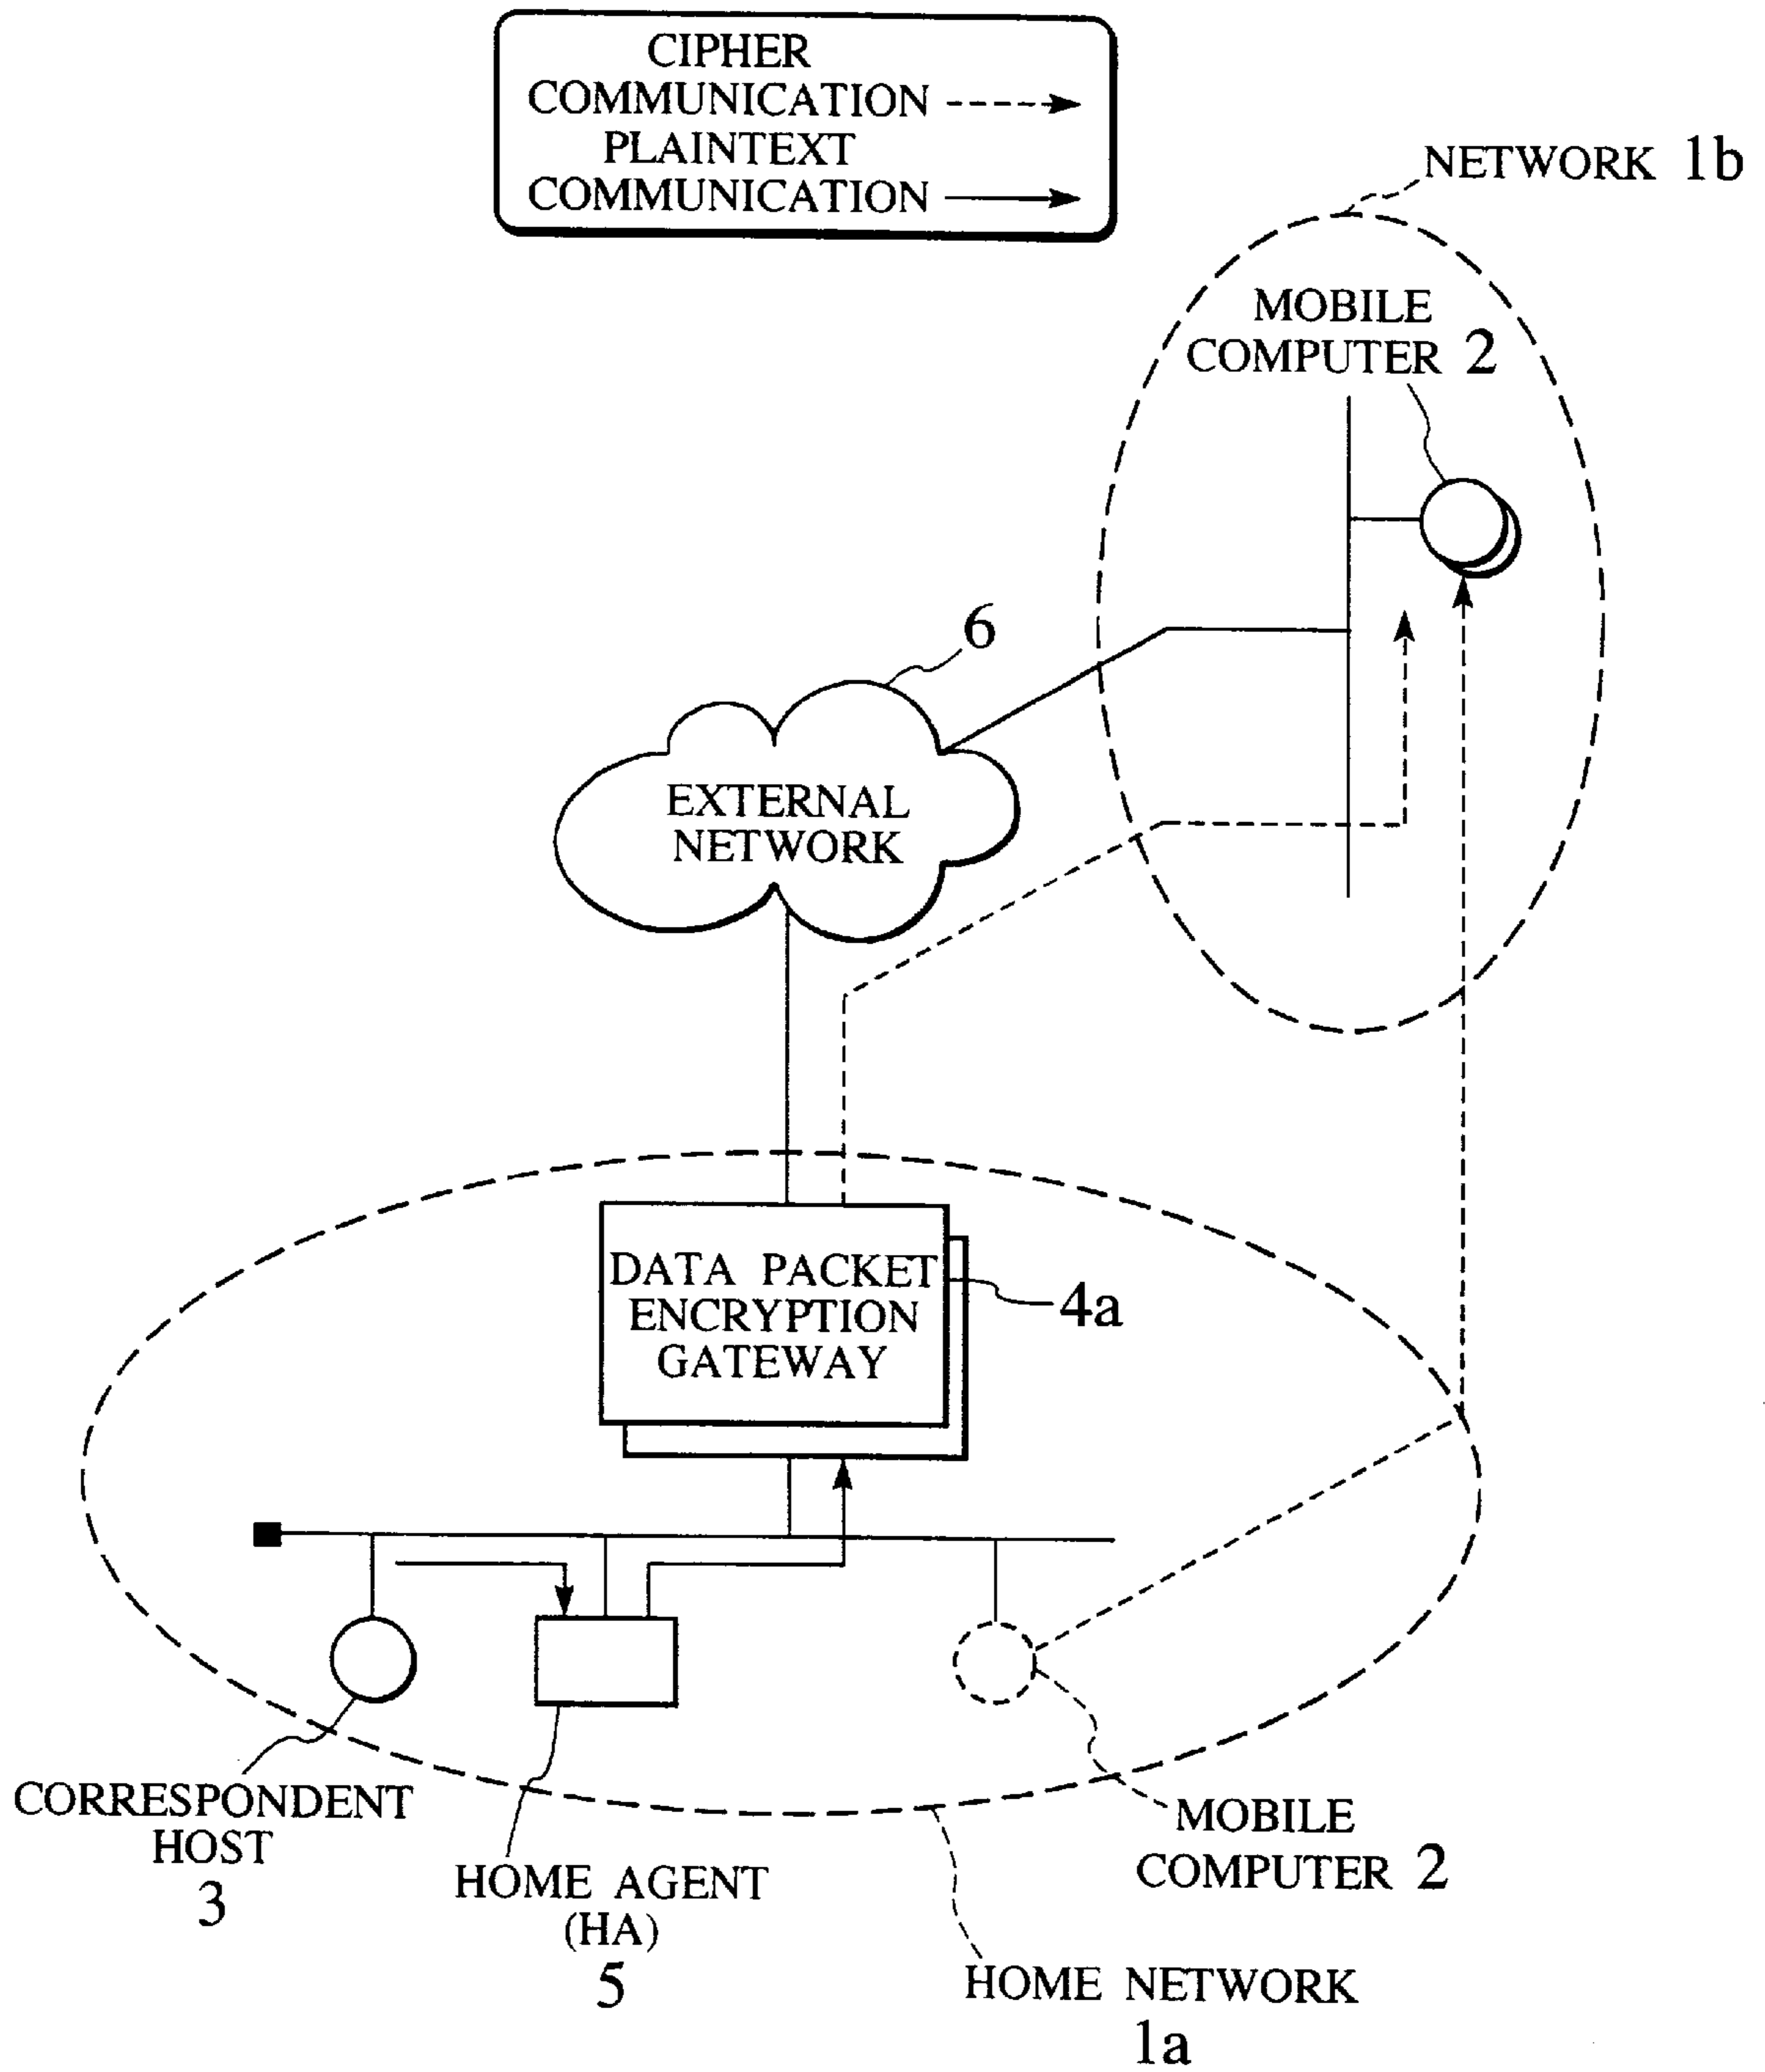 CIPHER
COMMUNICATION
PLAINTEXT
COMMUNICATION
NETWORK 1b
MOBILE
COMPUTER 2
6
EXTERNAL
NETWORK
DATA PACKET
ENCRYPTION
GATEWAY
4a
CORRESPONDENT
HOST
3
HOME AGENT
(HA)
5
MOBILE
COMPUTER 2
HOME NETWORK
1a